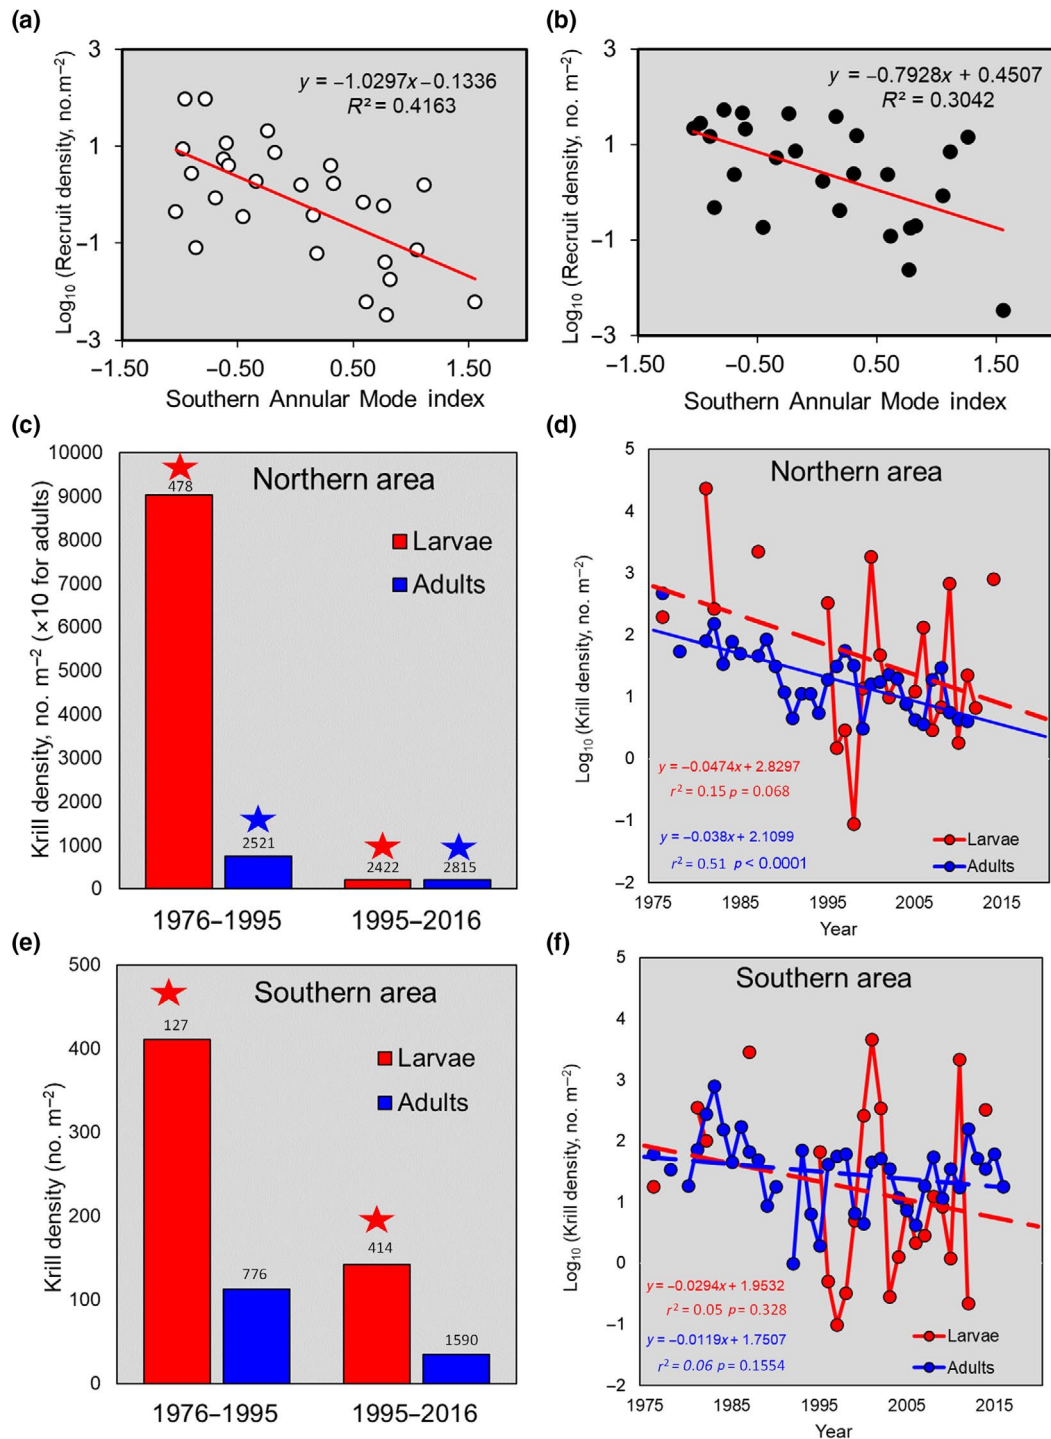 (a)
3
1
−1
−3
Log10 (Recruit density, no.m−2)
y = −1.0297x−0.1336
R² = 0.4163
−1.50 −0.50 0.50 1.50
Southern Annular Mode index
(b)
3
1
−1
−3
Log10 (Recruit density, no. m−2)
y = −0.7928x + 0.4507
R² = 0.3042
−1.50 −0.50 0.50 1.50
Southern Annular Mode index
(c)
10000
9000
8000
7000
6000
5000
4000
3000
2000
1000
0
Krill density, no. m−2 (×10 for adults)
Northern area
Larvae
Adults
478
2521
2422
2815
1976–1995 1995–2016
(d)
5
4
3
2
1
0
−1
−2
Log10 (Krill density, no. m−2)
Northern area
y = −0.0474x + 2.8297
r² = 0.15 p = 0.068
y = −0.038x + 2.1099
r² = 0.51 p < 0.0001
Larvae
Adults
1975 1985 1995 2005 2015
Year
(e)
500
400
300
200
100
0
Krill density (no. m−2)
Southern area
Larvae
Adults
127
776
414
1590
1976–1995 1995–2016
(f)
5
4
3
2
1
0
−1
−2
Log10 (Krill density, no. m−2)
Southern area
y = −0.0294x + 1.9532
r² = 0.05 p = 0.328
y = −0.0119x + 1.7507
r² = 0.06 p = 0.1554
Larvae
Adults
1975 1985 1995 2005 2015
Year